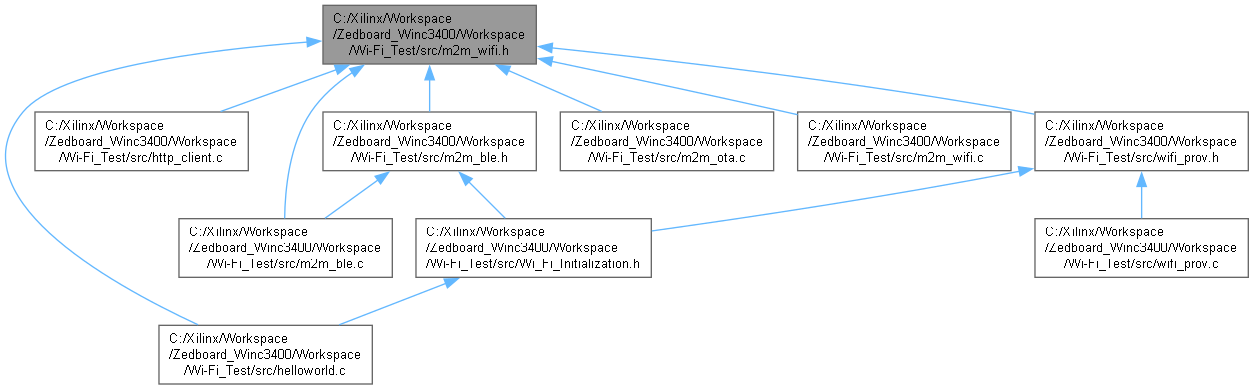 C:/Xilinx/Workspace
/Zedboard_Winc3400/Workspace
/Wi-Fi_Test/src/m2m_wifi.h
C:/Xilinx/Workspace
/Zedboard_Winc3400/Workspace
/Wi-Fi_Test/src/http_client.c
C:/Xilinx/Workspace
/Zedboard_Winc3400/Workspace
/Wi-Fi_Test/src/m2m_ble.h
C:/Xilinx/Workspace
/Zedboard_Winc3400/Workspace
/Wi-Fi_Test/src/m2m_ota.c
C:/Xilinx/Workspace
/Zedboard_Winc3400/Workspace
/Wi-Fi_Test/src/m2m_wifi.c
C:/Xilinx/Workspace
/Zedboard_Winc3400/Workspace
/Wi-Fi_Test/src/wifi_prov.h
C:/Xilinx/Workspace
/Zedboard_Winc3400/Workspace
/Wi-Fi_Test/src/m2m_ble.c
C:/Xilinx/Workspace
/Zedboard_Winc3400/Workspace
/Wi-Fi_Test/src/Wi_Fi_Initialization.h
C:/Xilinx/Workspace
/Zedboard_Winc3400/Workspace
/Wi-Fi_Test/src/wifi_prov.c
C:/Xilinx/Workspace
/Zedboard_Winc3400/Workspace
/Wi-Fi_Test/src/helloworld.c